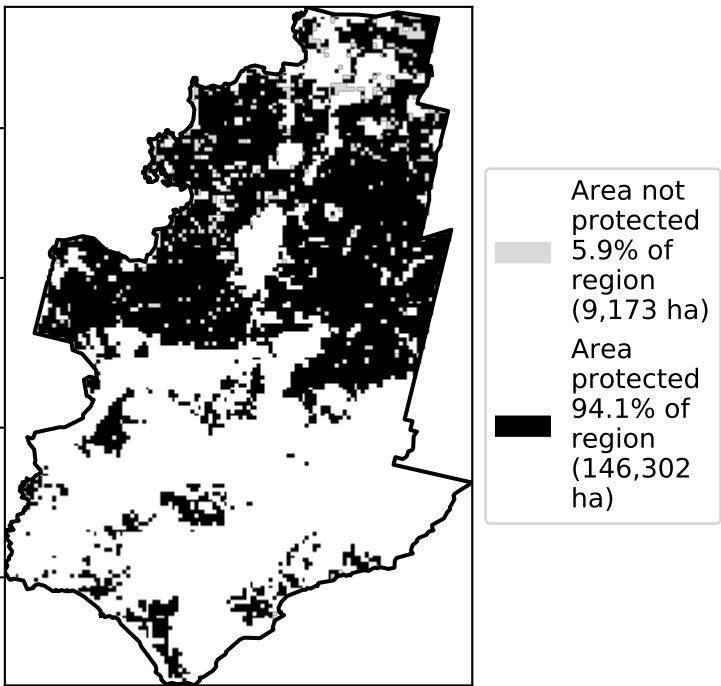 Area not
protected
5.9% of
region
(9,173 ha)
Area
protected
94.1% of
region
(146,302
ha)